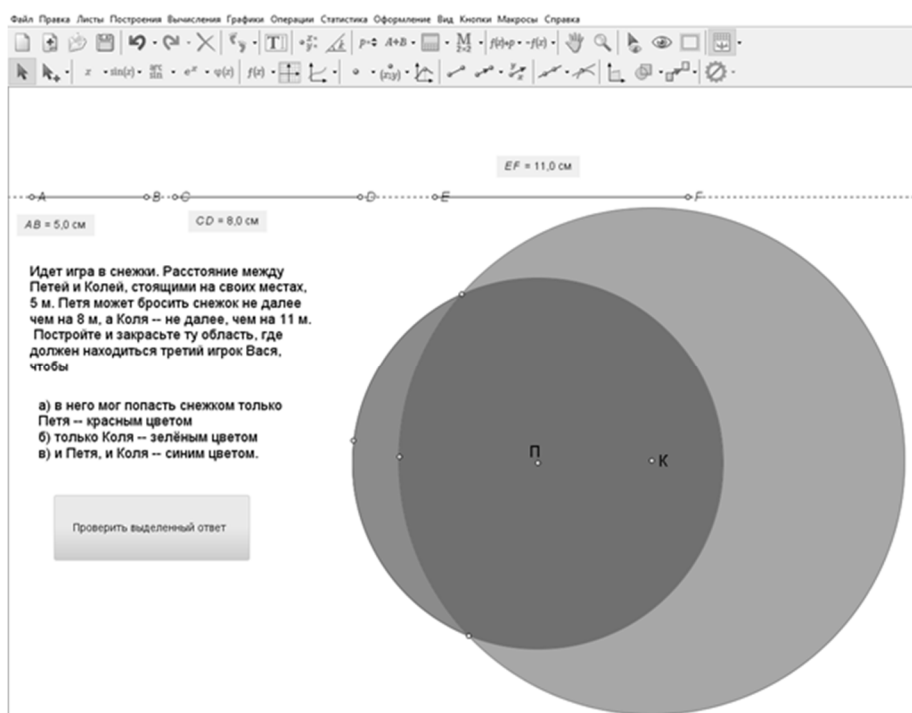 Файл Правка Листы Построения Вычисления Графики Операции Статистика Оформление Вид Кнопки Макросы Справка
EF = 11,0 см
A B C D E F
AB = 5,0 см
CD = 8,0 см
Идет игра в снежки. Расстояние между
Петей и Колей, стоящими на своих местах,
5 м. Петя может бросить снежок не далее
чем на 8 м, а Коля -- не далее, чем на 11 м.
Постройте и закрасьте ту область, где
должен находиться третий игрок Вася,
чтобы
а) в него мог попасть снежком только
Петя -- красным цветом
б) только Коля -- зелёным цветом
в) и Петя, и Коля -- синим цветом.
П
К
Проверить выделенный ответ